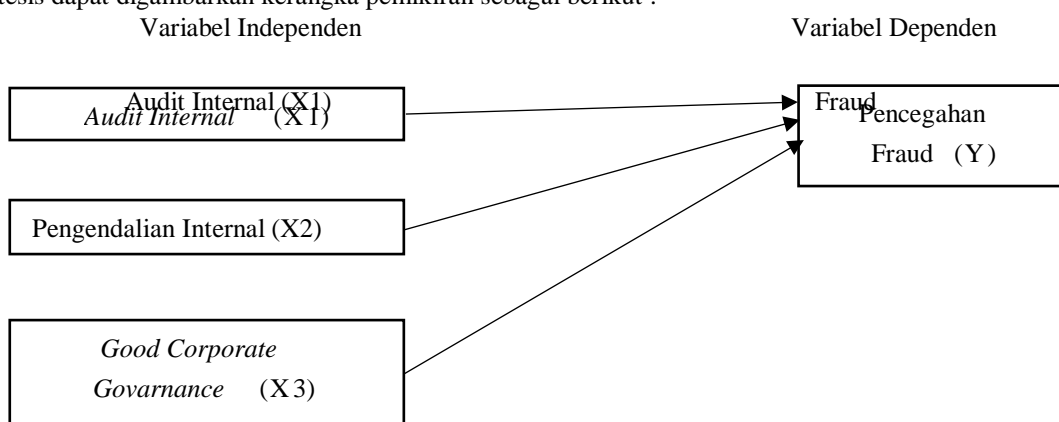 tesis dapat digambarkan kerangka pemikiran sebagai berikut :
Variabel Independen
Variabel Dependen
Audit Internal (X1)
Audit Internal (X1)
Fraud
Pencegahan
Fraud (Y)
Pengendalian Internal (X2)
Good Corporate
Govarnance (X3)